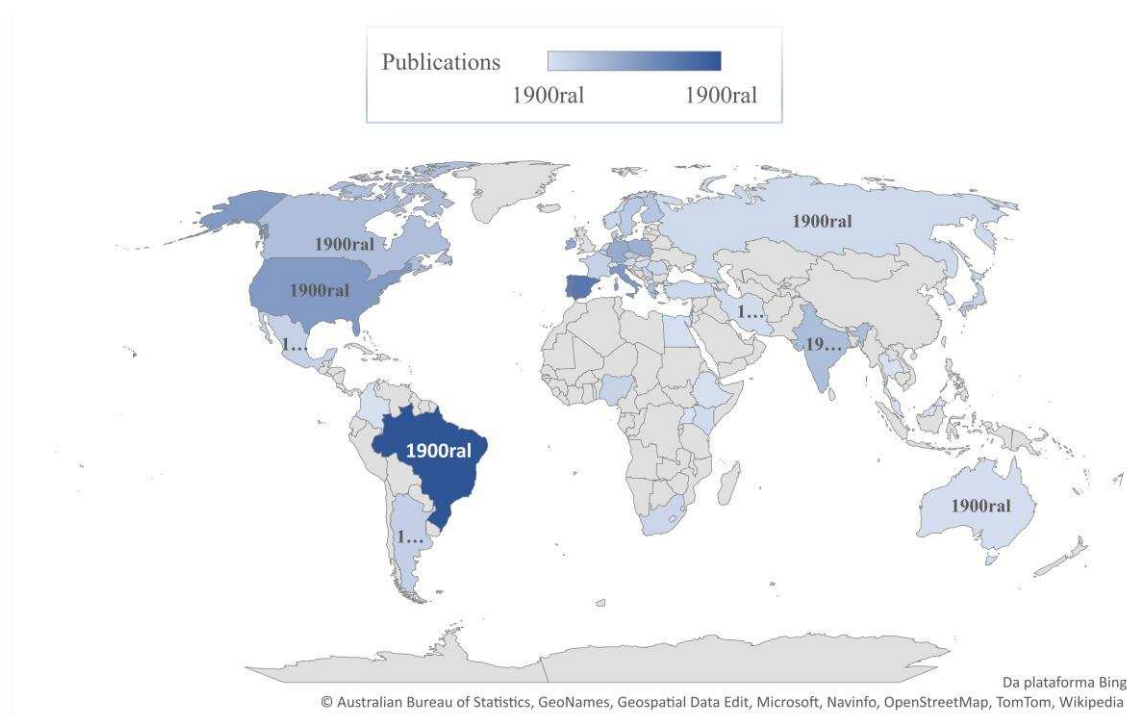 Publications
1900ral 1900ral
1900ral
1900ral
1900ral
1...
1...
19...
1900ral
1...
1900ral
Da plataforma Bing
© Australian Bureau of Statistics, GeoNames, Geospatial Data Edit, Microsoft, Navinfo, OpenStreetMap, TomTom, Wikipedia